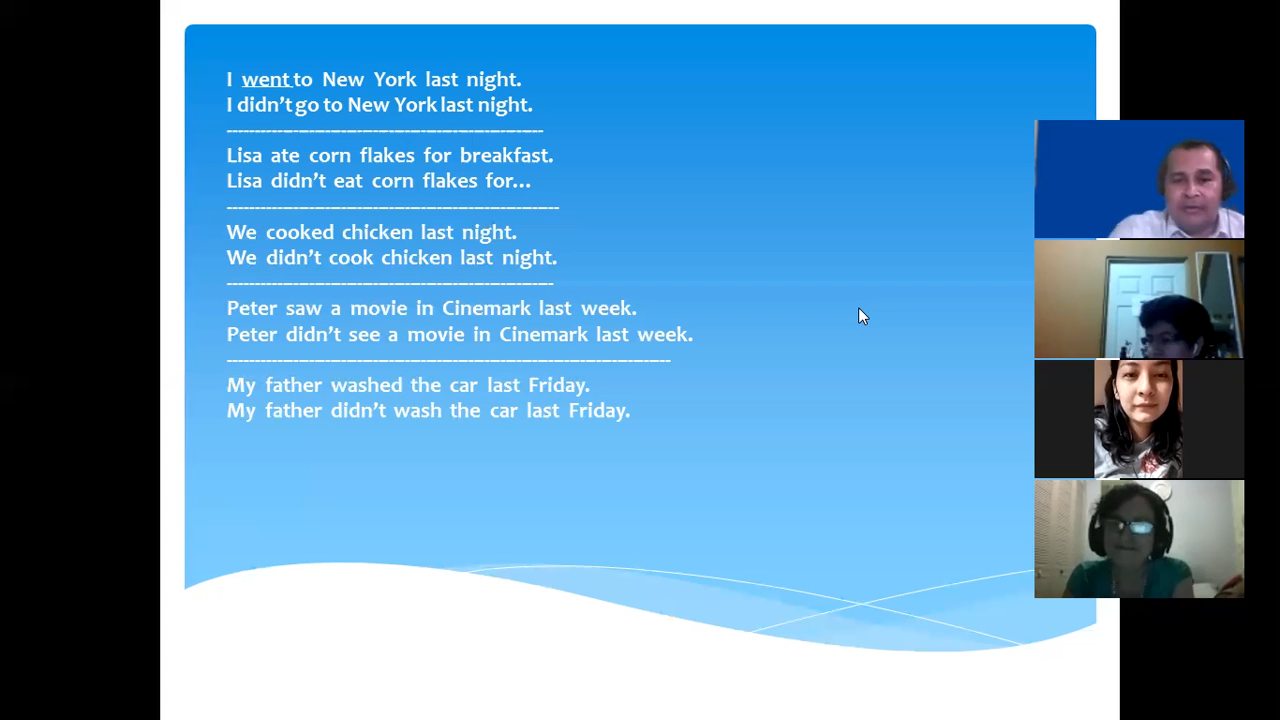 I went to New York last night.
I didn't go to New York last night.
---------------------------------------------------------
Lisa ate corn flakes for breakfast.
Lisa didn't eat corn flakes for...
------------------------------------------------------------
We cooked chicken last night.
We didn't cook chicken last night.
-----------------------------------------------------------
Peter saw a movie in Cinemark last week.
Peter didn't see a movie in Cinemark last week.
--------------------------------------------------------------------------------
My father washed the car last Friday.
My father didn't wash the car last Friday.